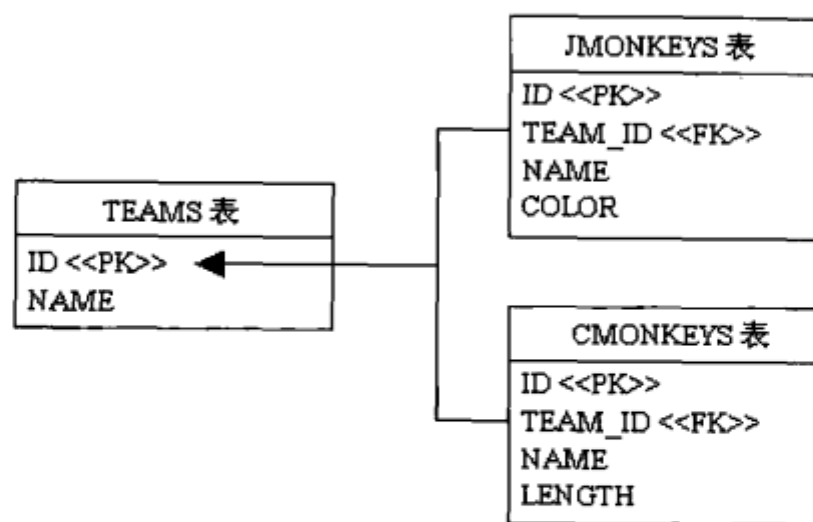 TEAMS 表
ID <<PK>>
NAME
JMONKEYS 表
ID <<PK>>
TEAM_ID <<FK>>
NAME
COLOR
CMONKEYS 表
ID <<PK>>
TEAM_ID <<FK>>
NAME
LENGTH